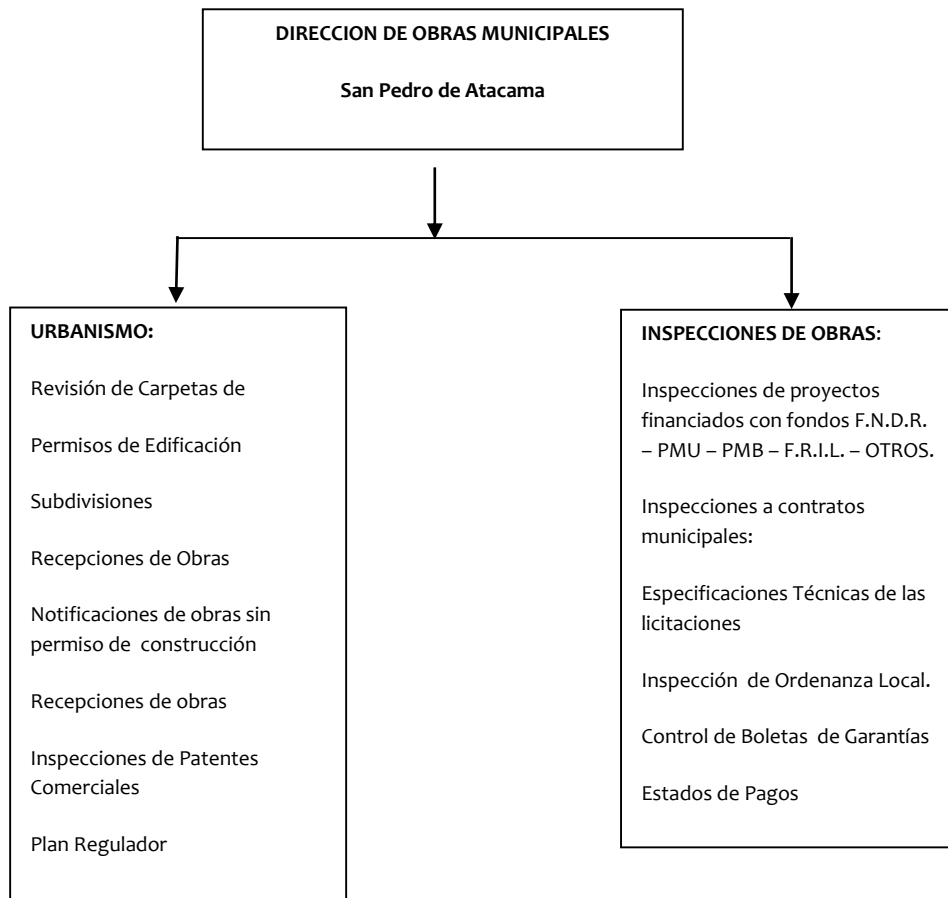 DIRECCION DE OBRAS MUNICIPALES
San Pedro de Atacama
URBANISMO:
Revisión de Carpetas de
Permisos de Edificación
Subdivisiones
Recepciones de Obras
Notificaciones de obras sin
permiso de construcción
Recepciones de obras
Inspecciones de Patentes
Comerciales
Plan Regulador
INSPECCIONES DE OBRAS:
Inspecciones de proyectos
financiados con fondos F.N.D.R.
– PMU – PMB – F.R.I.L. – OTROS.
Inspecciones a contratos
municipales:
Especificaciones Técnicas de las
licitaciones
Inspección de Ordenanza Local.
Control de Boletas de Garantías
Estados de Pagos